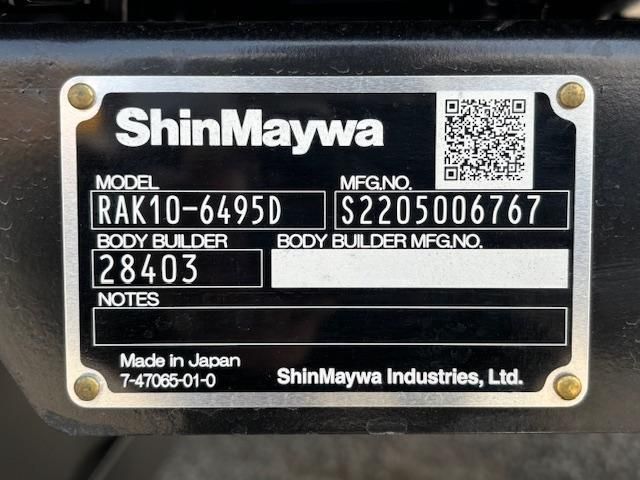 ShinMaywa
MODEL MFG.NO.
RAK10-6495D S2205006767
BODY BUILDER BODY BUILDER MFG.NO.
28403
NOTES
Made in Japan
7-47065-01-0 ShinMaywa Industries, Ltd.